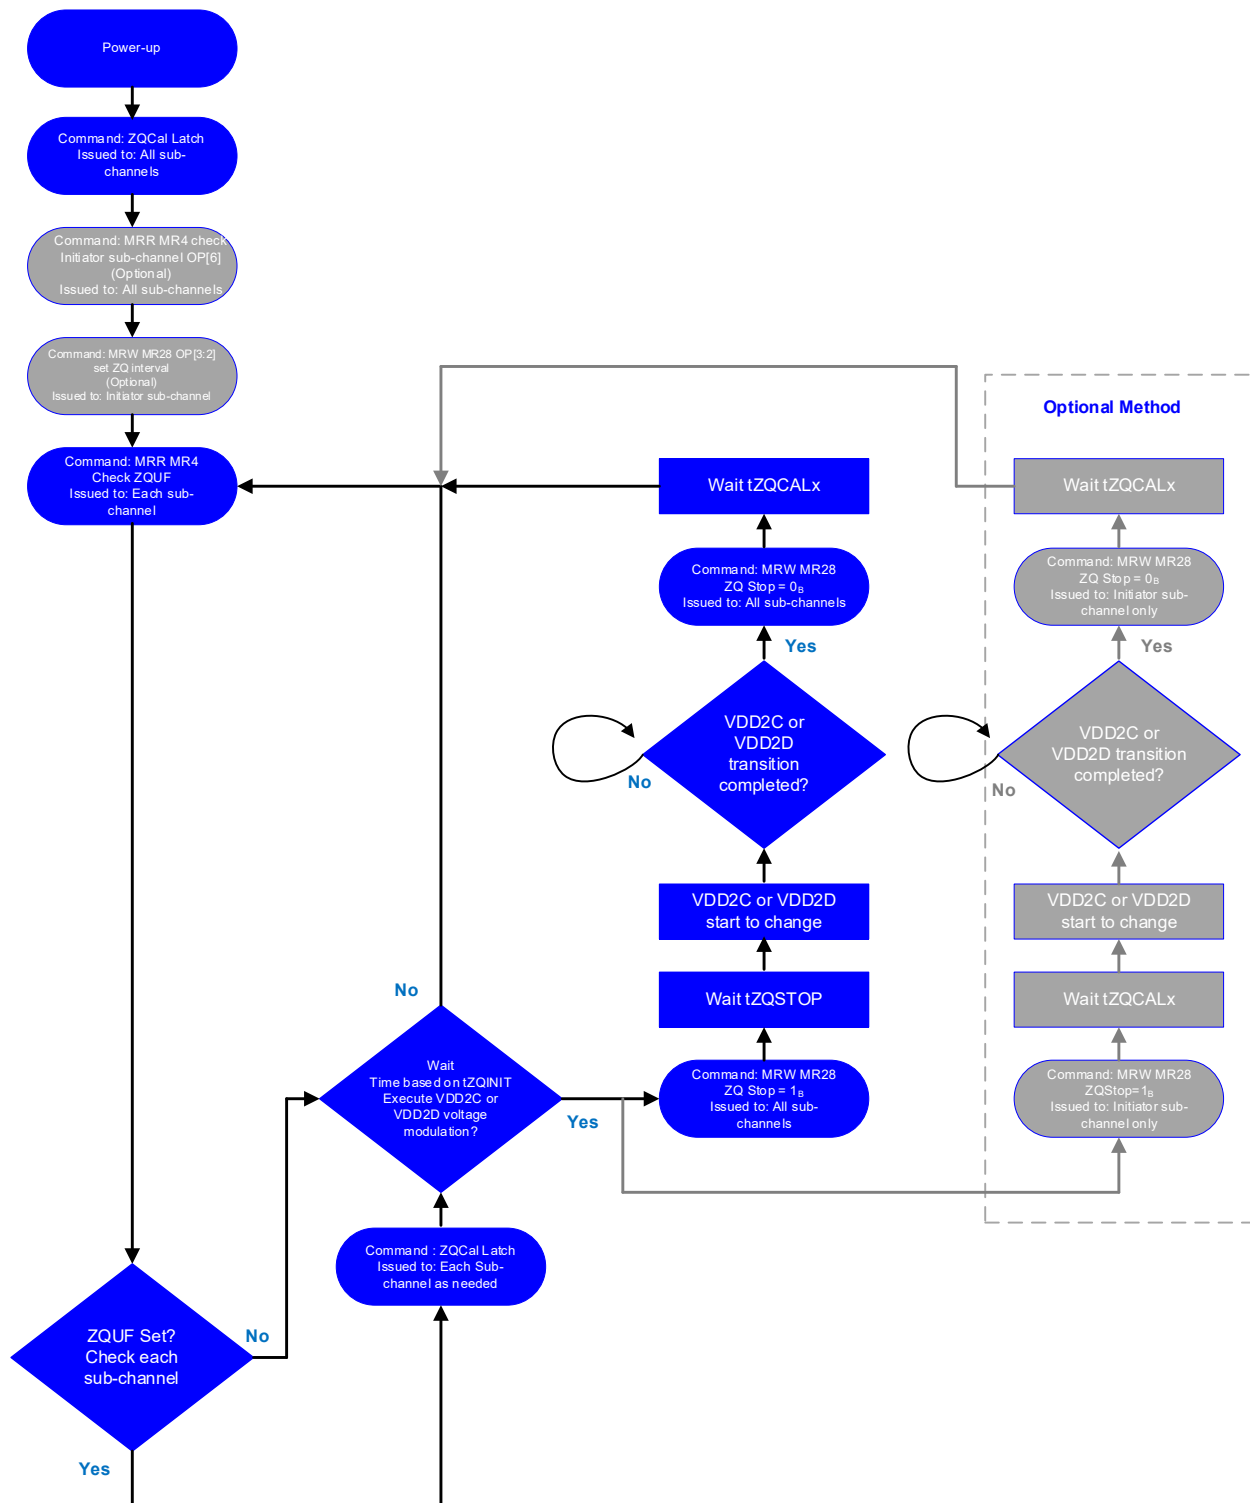 Power-up
Command: ZQCal Latch
Issued to: All sub-
channels
Command: MRR MR4 check
Initiator sub-channel OP[6]
(Optional)
Issued to: All sub-channels
Command: MRW MR28 OP[3:2]
set ZQ interval
(Optional)
Issued to: Initiator sub-channel
Command: MRR MR4
Check ZQUF
Issued to: Each sub-
channel
ZQUF Set?
Check each
sub-channel
No
Yes
Command : ZQCal Latch
Issued to: Each Sub-
channel as needed
Wait
Time based on tZQINIT
Execute VDD2C or
VDD2D voltage
modulation?
No
Yes
Command: MRW MR28
ZQ Stop = 1B
Issued to: All sub-
channels
Wait tZQSTOP
VDD2C or VDD2D
start to change
VDD2C or
VDD2D
transition
completed?
No
Yes
Command: MRW MR28
ZQ Stop = 0B
Issued to: All sub-channels
Wait tZQCALx
Optional Method
Command: MRW MR28
ZQStop=1B
Issued to: Initiator sub-
channel only
Wait tZQCALx
VDD2C or VDD2D
start to change
VDD2C or
VDD2D transition
completed?
No
Yes
Command: MRW MR28
ZQ Stop = 0B
Issued to: Initiator sub-
channel only
Wait tZQCALx